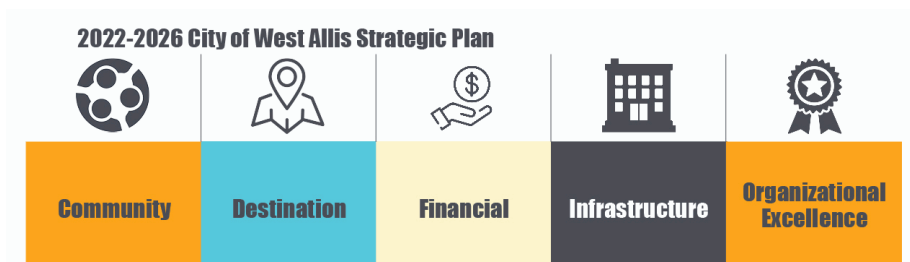 2022-2026 City of West Allis Strategic Plan
$
Community
Destination
Financial
Infrastructure
Organizational
Excellence